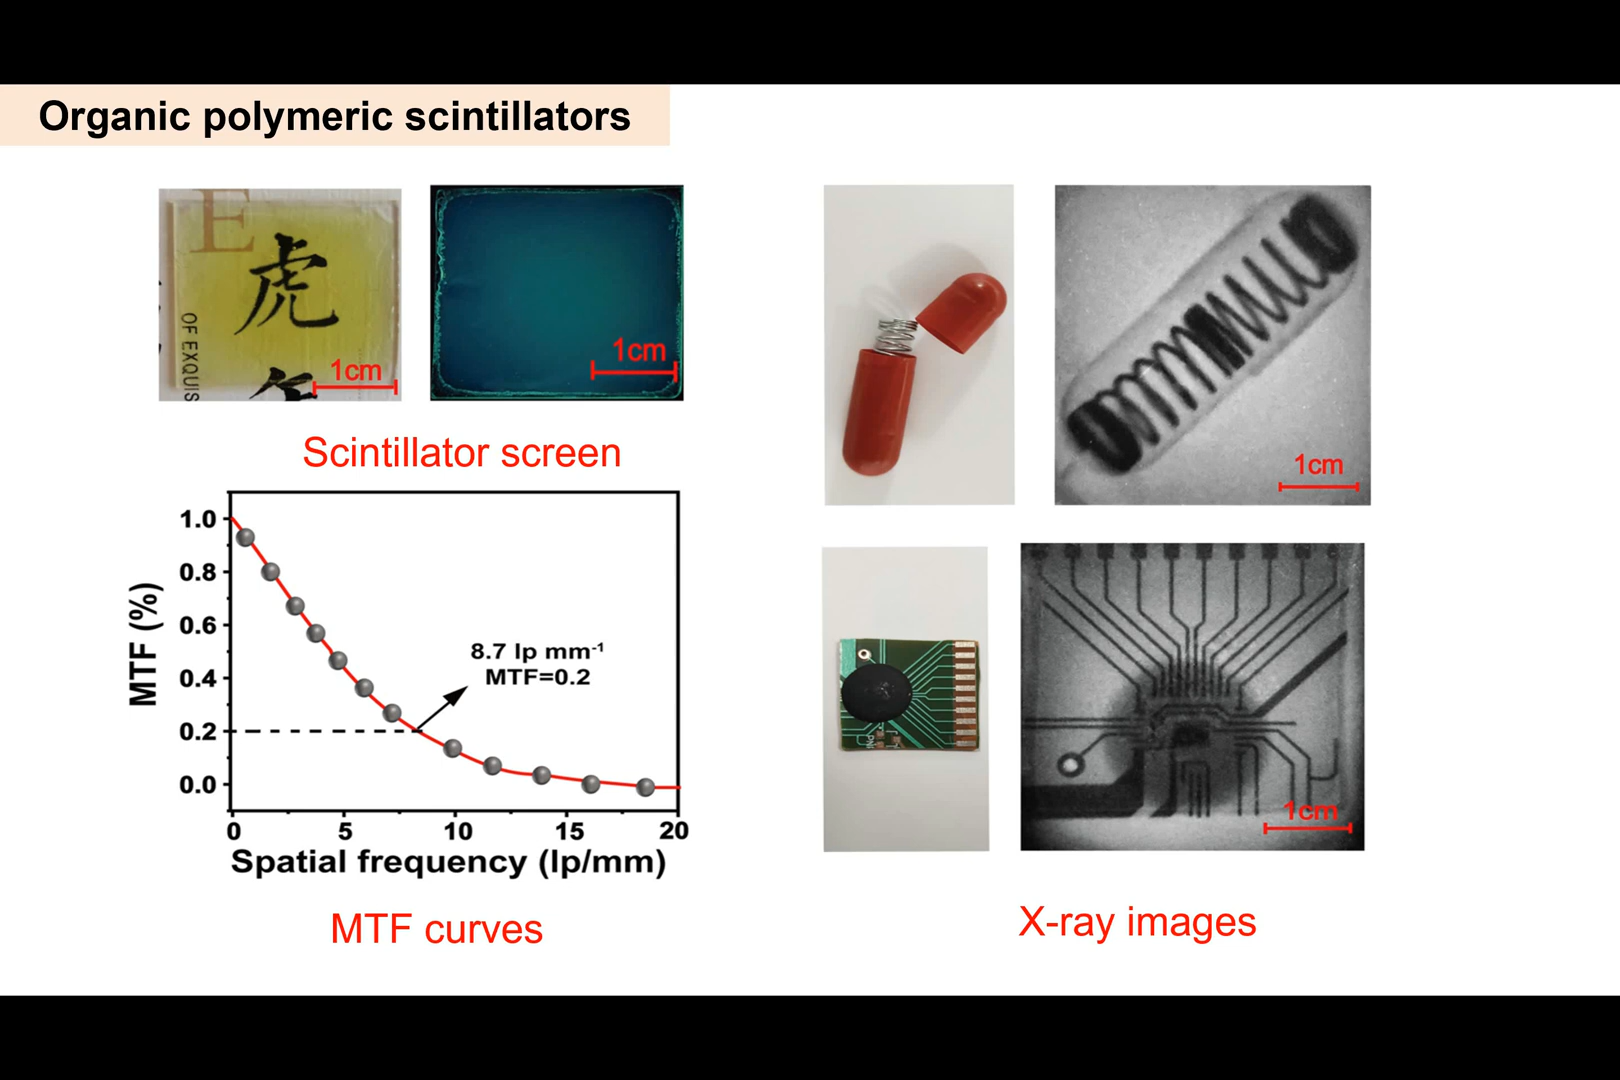 Organic polymeric scintillators
E
虎
OF EXQUIS
1cm
1cm
Scintillator screen
1.0
0.8
0.6
0.4
0.2
0.0
MTF (%)
8.7 lp mm⁻¹
MTF=0.2
0 5 10 15 20
Spatial frequency (lp/mm)
MTF curves
1cm
1cm
X-ray images